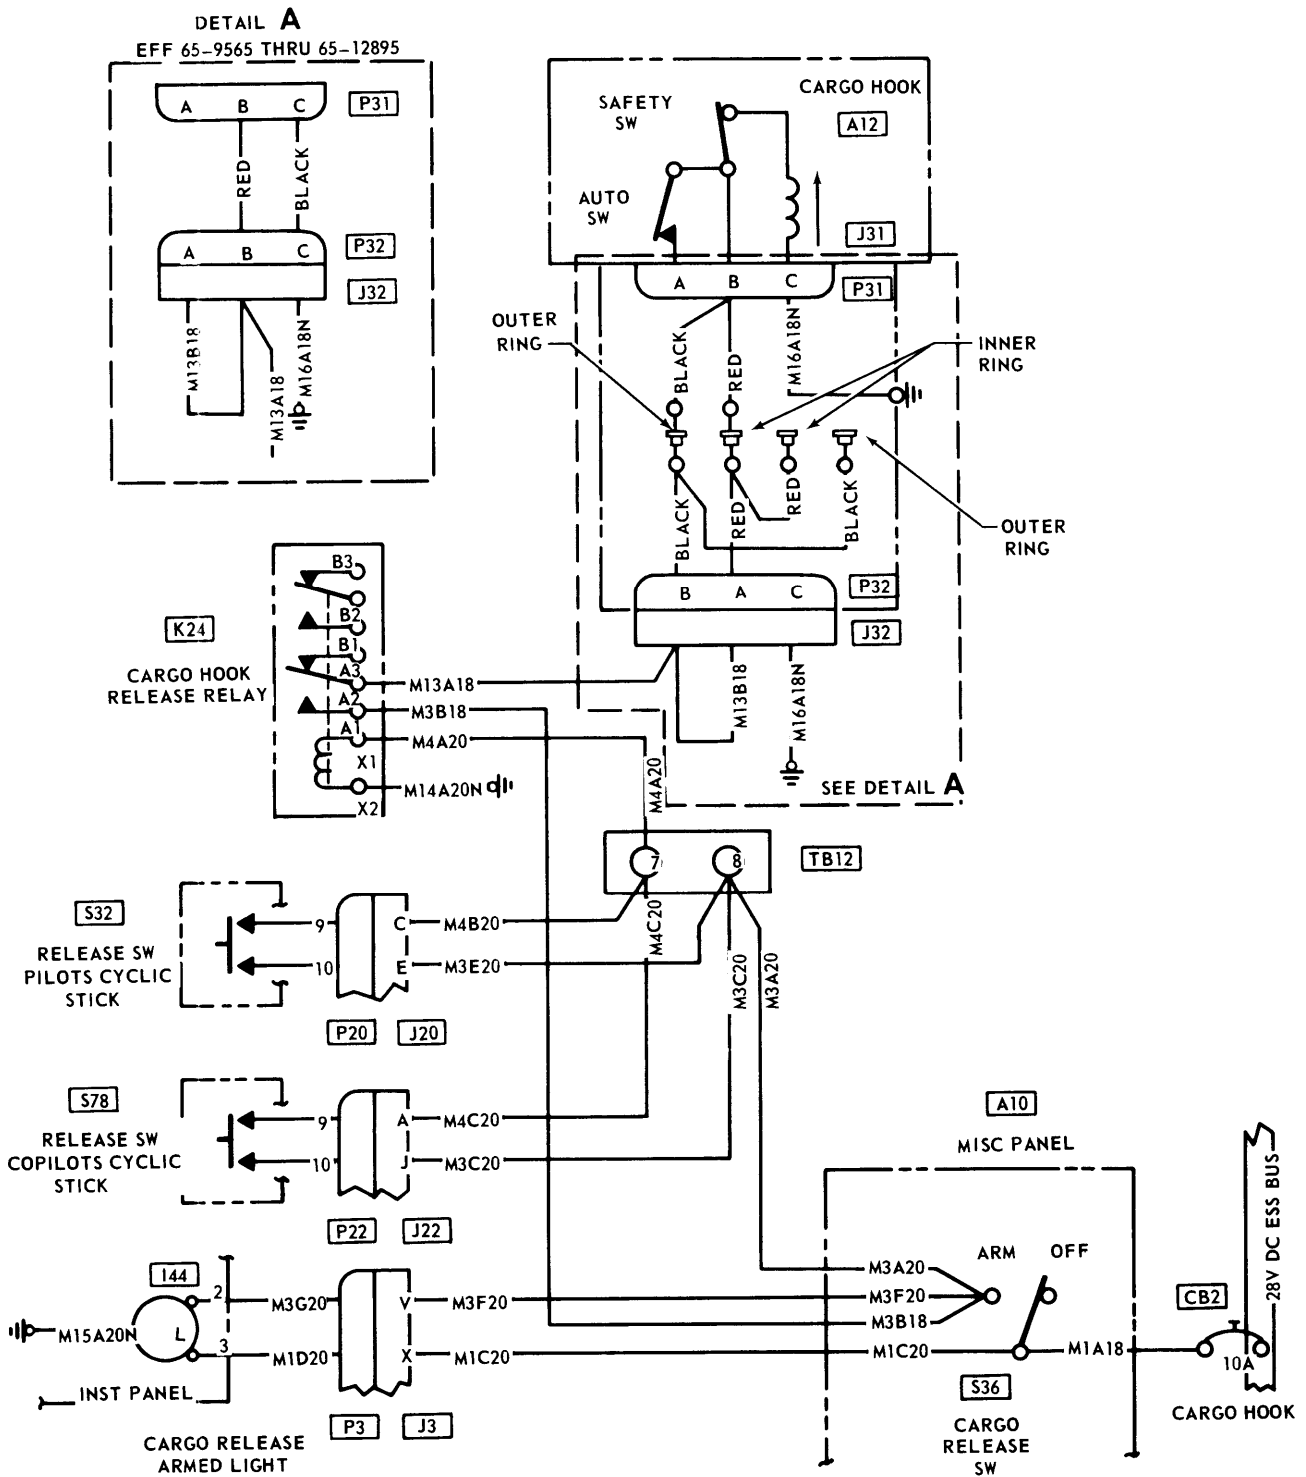 DETAIL A
EFF 65-9565 THRU 65-12895
A B C
P31
RED
BLACK
A B C
P32
J32
M13B18
M13A18
M16A18N
CARGO HOOK
A12
SAFETY
SW
AUTO
SW
J31
A B C
P31
OUTER
RING
INNER
RING
BLACK
RED
M16A18N
BLACK
RED
RED
BLACK
OUTER
RING
B A C
P32
J32
M13B18
M16A18N
SEE DETAIL A
K24
CARGO HOOK
RELEASE RELAY
B3
B2
B1
A3
A2
A1
X1
X2
M13A18
M3B18
M4A20
M14A20N
M4A20
7 8
TB12
S32
RELEASE SW
PILOTS CYCLIC
STICK
9
10
C
E
M4B20
M3E20
M4C20
M3C20
M3A20
P20
J20
S78
RELEASE SW
COPILOTS CYCLIC
STICK
9
10
A
J
M4C20
M3C20
P22
J22
A10
MISC PANEL
ARM OFF
M3A20
M3F20
M3B18
M1C20
M1A18
S36
CARGO
RELEASE
SW
CB2
10A
28V DC ESS BUS
CARGO HOOK
I44
L
2
3
M15A20N
M3G20
M1D20
V
X
M3F20
M1C20
INST PANEL
P3
J3
CARGO RELEASE
ARMED LIGHT